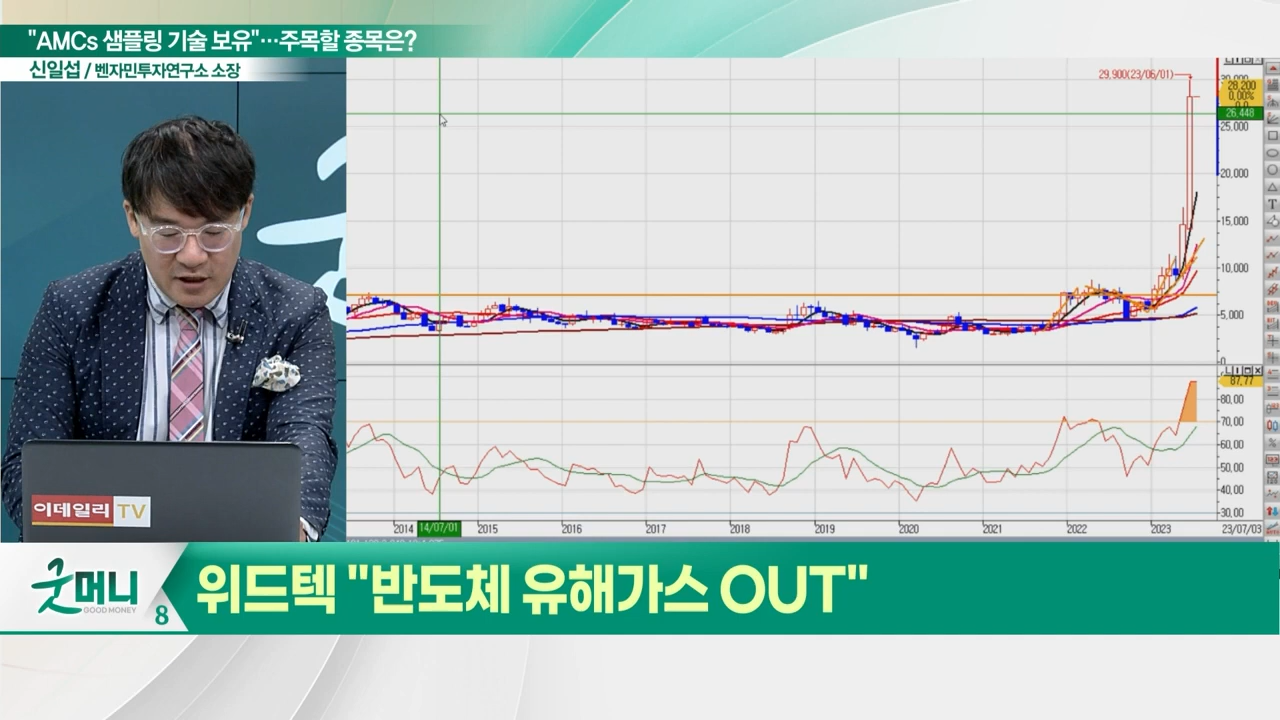 "AMCs 샘플링 기술 보유"…주목할 종목은?
신일섭 / 벤자민투자연구소 소장
29,900(23/06/01)
30,000
28,200
0.00%
26,448
25,000
20,000
15,000
10,000
5,000
0
87.77
80.00
70.00
60.00
50.00
40.00
30.00
2014 14/07/01 2015 2016 2017 2018 2019 2020 2021 2022 2023 23/07/03
이데일리 TV
굿머니
GOOD MONEY
8
위드텍 "반도체 유해가스 OUT"